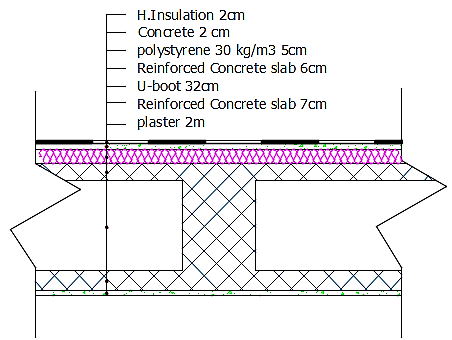 H.Insulation 2cm
Concrete 2 cm
polystyrene 30 kg/m3 5cm
Reinforced Concrete slab 6cm
U-boot 32cm
Reinforced Concrete slab 7cm
plaster 2m